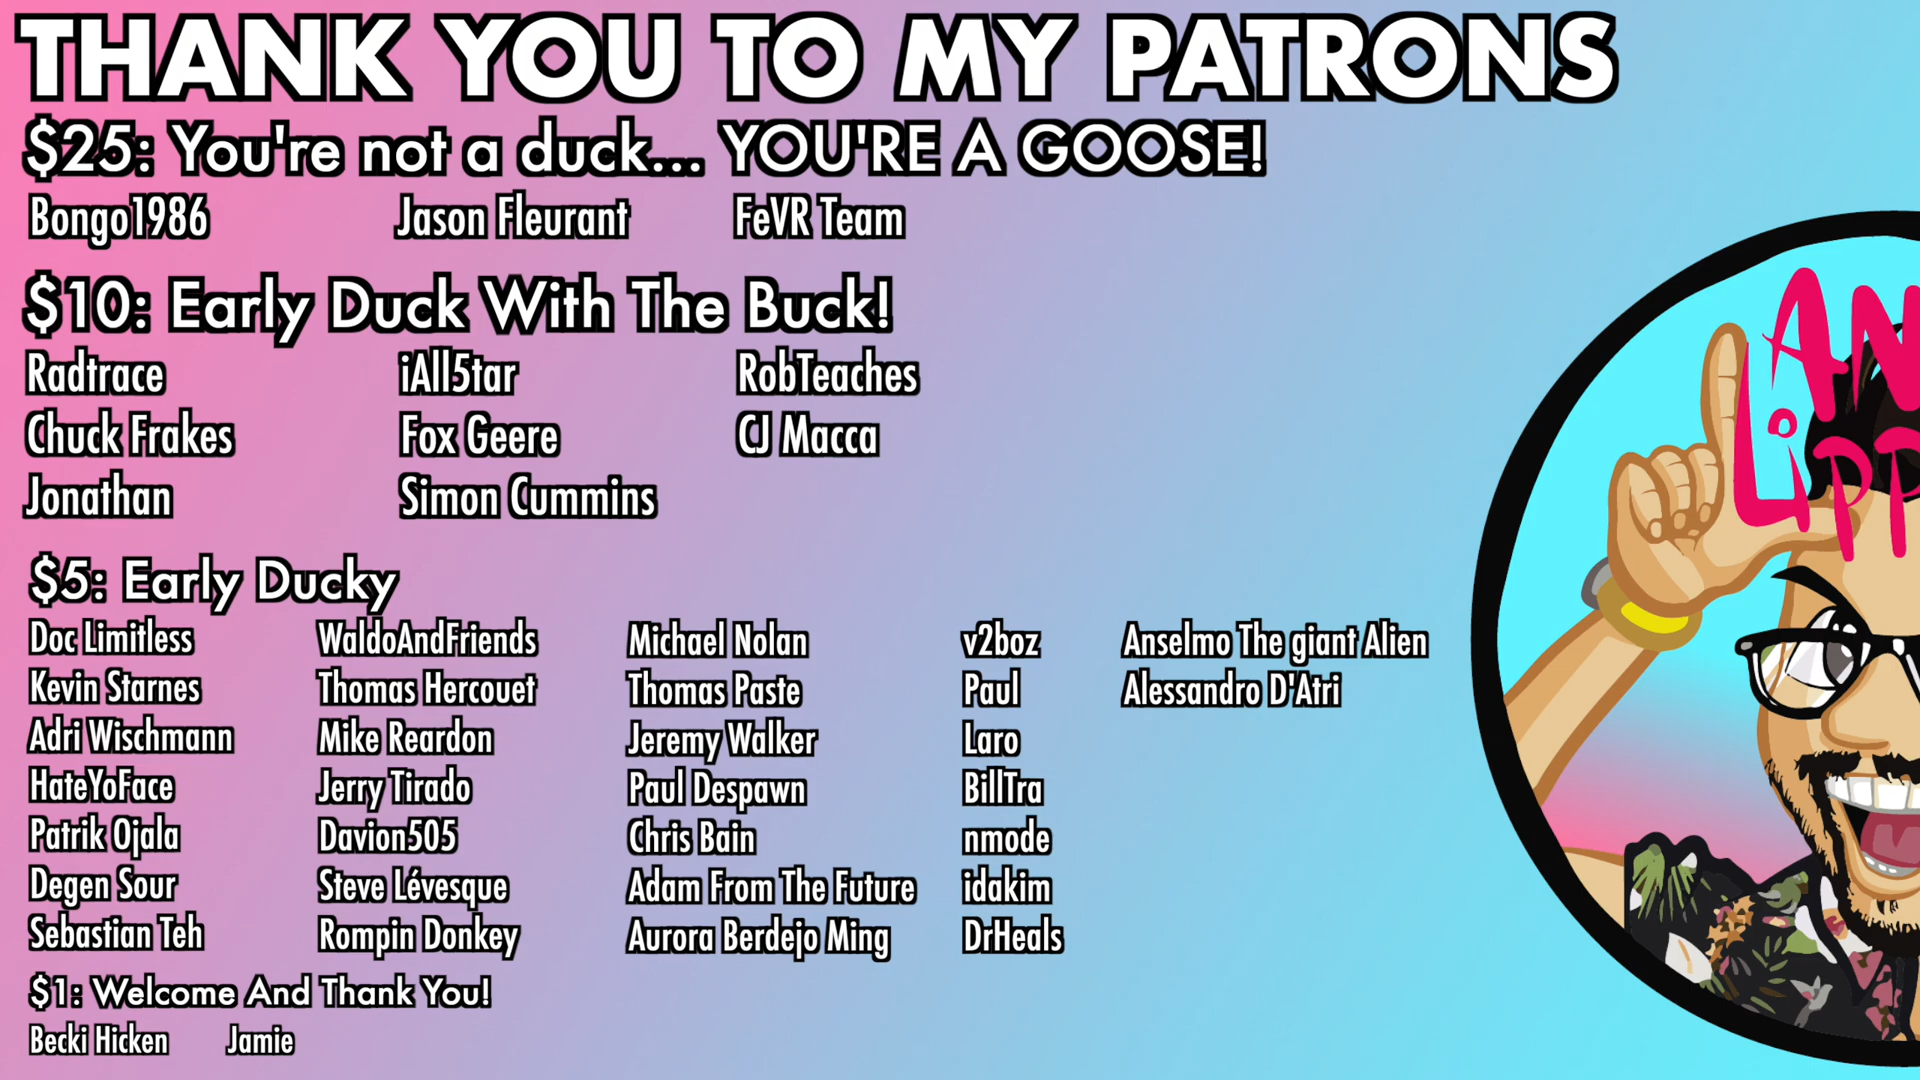 THANK YOU TO MY PATRONS
$25: You're not a duck... YOU'RE A GOOSE!
Bongo1986 Jason Fleurant FeVR Team
$10: Early Duck With The Buck!
Radtrace iAll5tar RobTeaches
Chuck Frakes Fox Geere CJ Macca
Jonathan Simon Cummins
$5: Early Ducky
Doc Limitless WaldoAndFriends Michael Nolan v2boz Anselmo The giant Alien
Kevin Starnes Thomas Hercouet Thomas Paste Paul Alessandro D'Atri
Adri Wischmann Mike Reardon Jeremy Walker Laro
HateYoFace Jerry Tirado Paul Despawn BillTra
Patrik Ojala Davion505 Chris Bain nmode
Degen Sour Steve Lévesque Adam From The Future idakim
Sebastian Teh Rompin Donkey Aurora Berdejo Ming DrHeals
$1: Welcome And Thank You!
Becki Hicken Jamie